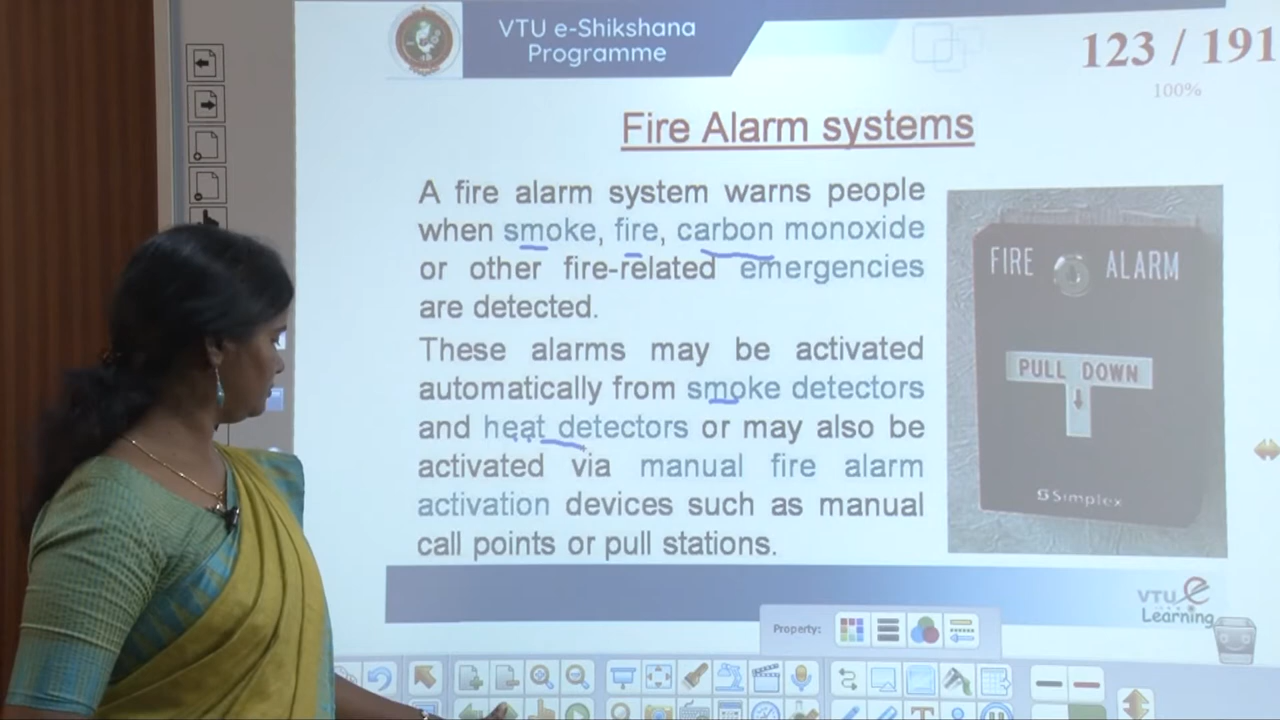 VTU e-Shikshana
Programme
123 / 191
100%
Fire Alarm systems
A fire alarm system warns people
when smoke, fire, carbon monoxide
or other fire-related emergencies
are detected.
These alarms may be activated
automatically from smoke detectors
and heat detectors or may also be
activated via manual fire alarm
activation devices such as manual
call points or pull stations.
FIRE ALARM
PULL DOWN
Simplex
VTU e
Learning
Property: